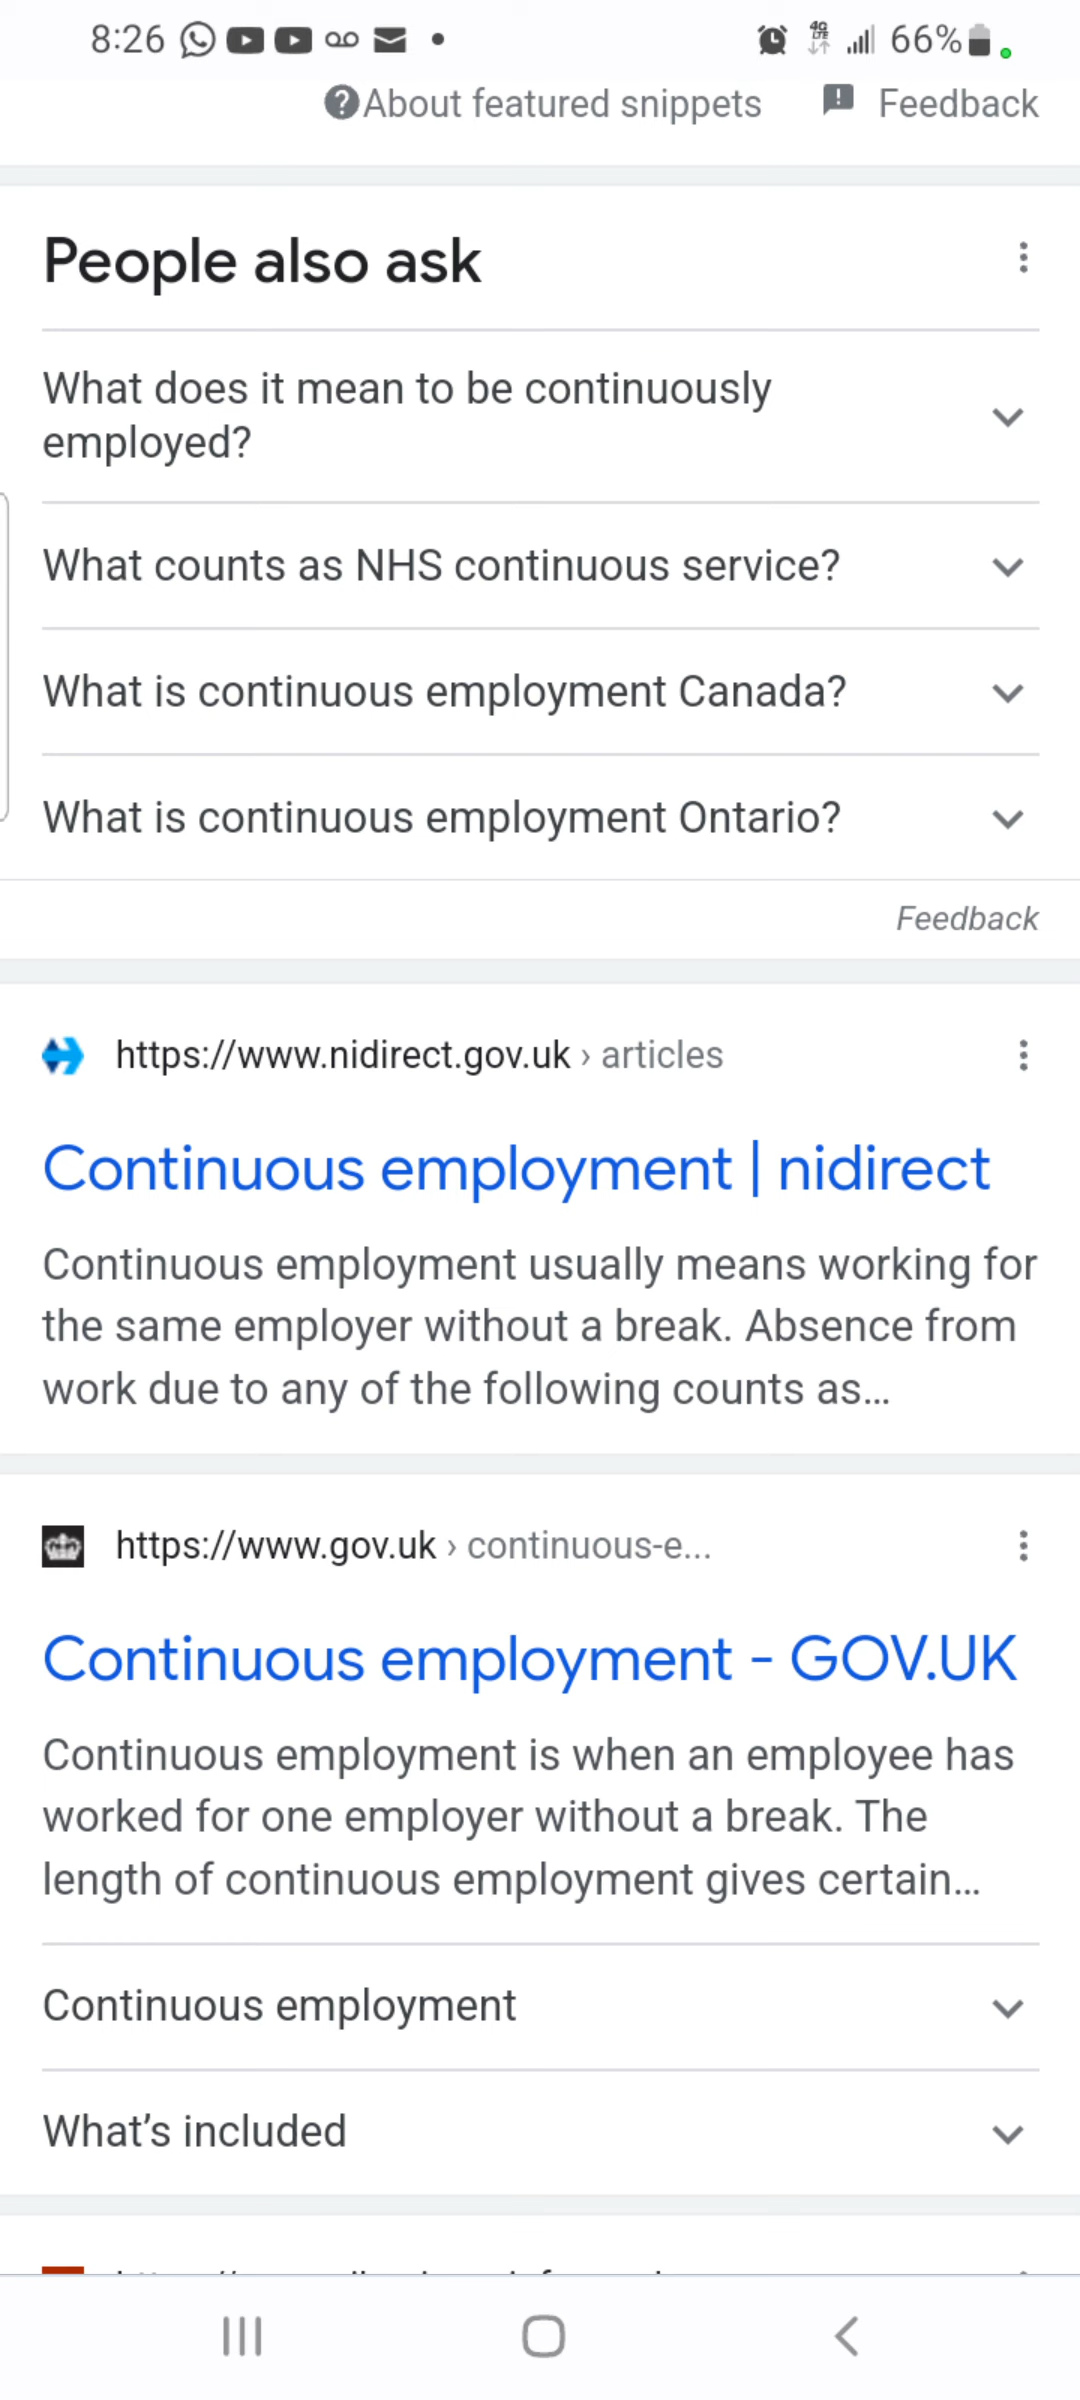 8:26 66%
About featured snippets Feedback
People also ask
What does it mean to be continuously
employed?
What counts as NHS continuous service?
What is continuous employment Canada?
What is continuous employment Ontario?
Feedback
https://www.nidirect.gov.uk › articles
Continuous employment | nidirect
Continuous employment usually means working for
the same employer without a break. Absence from
work due to any of the following counts as...
https://www.gov.uk › continuous-e...
Continuous employment - GOV.UK
Continuous employment is when an employee has
worked for one employer without a break. The
length of continuous employment gives certain...
Continuous employment
What's included